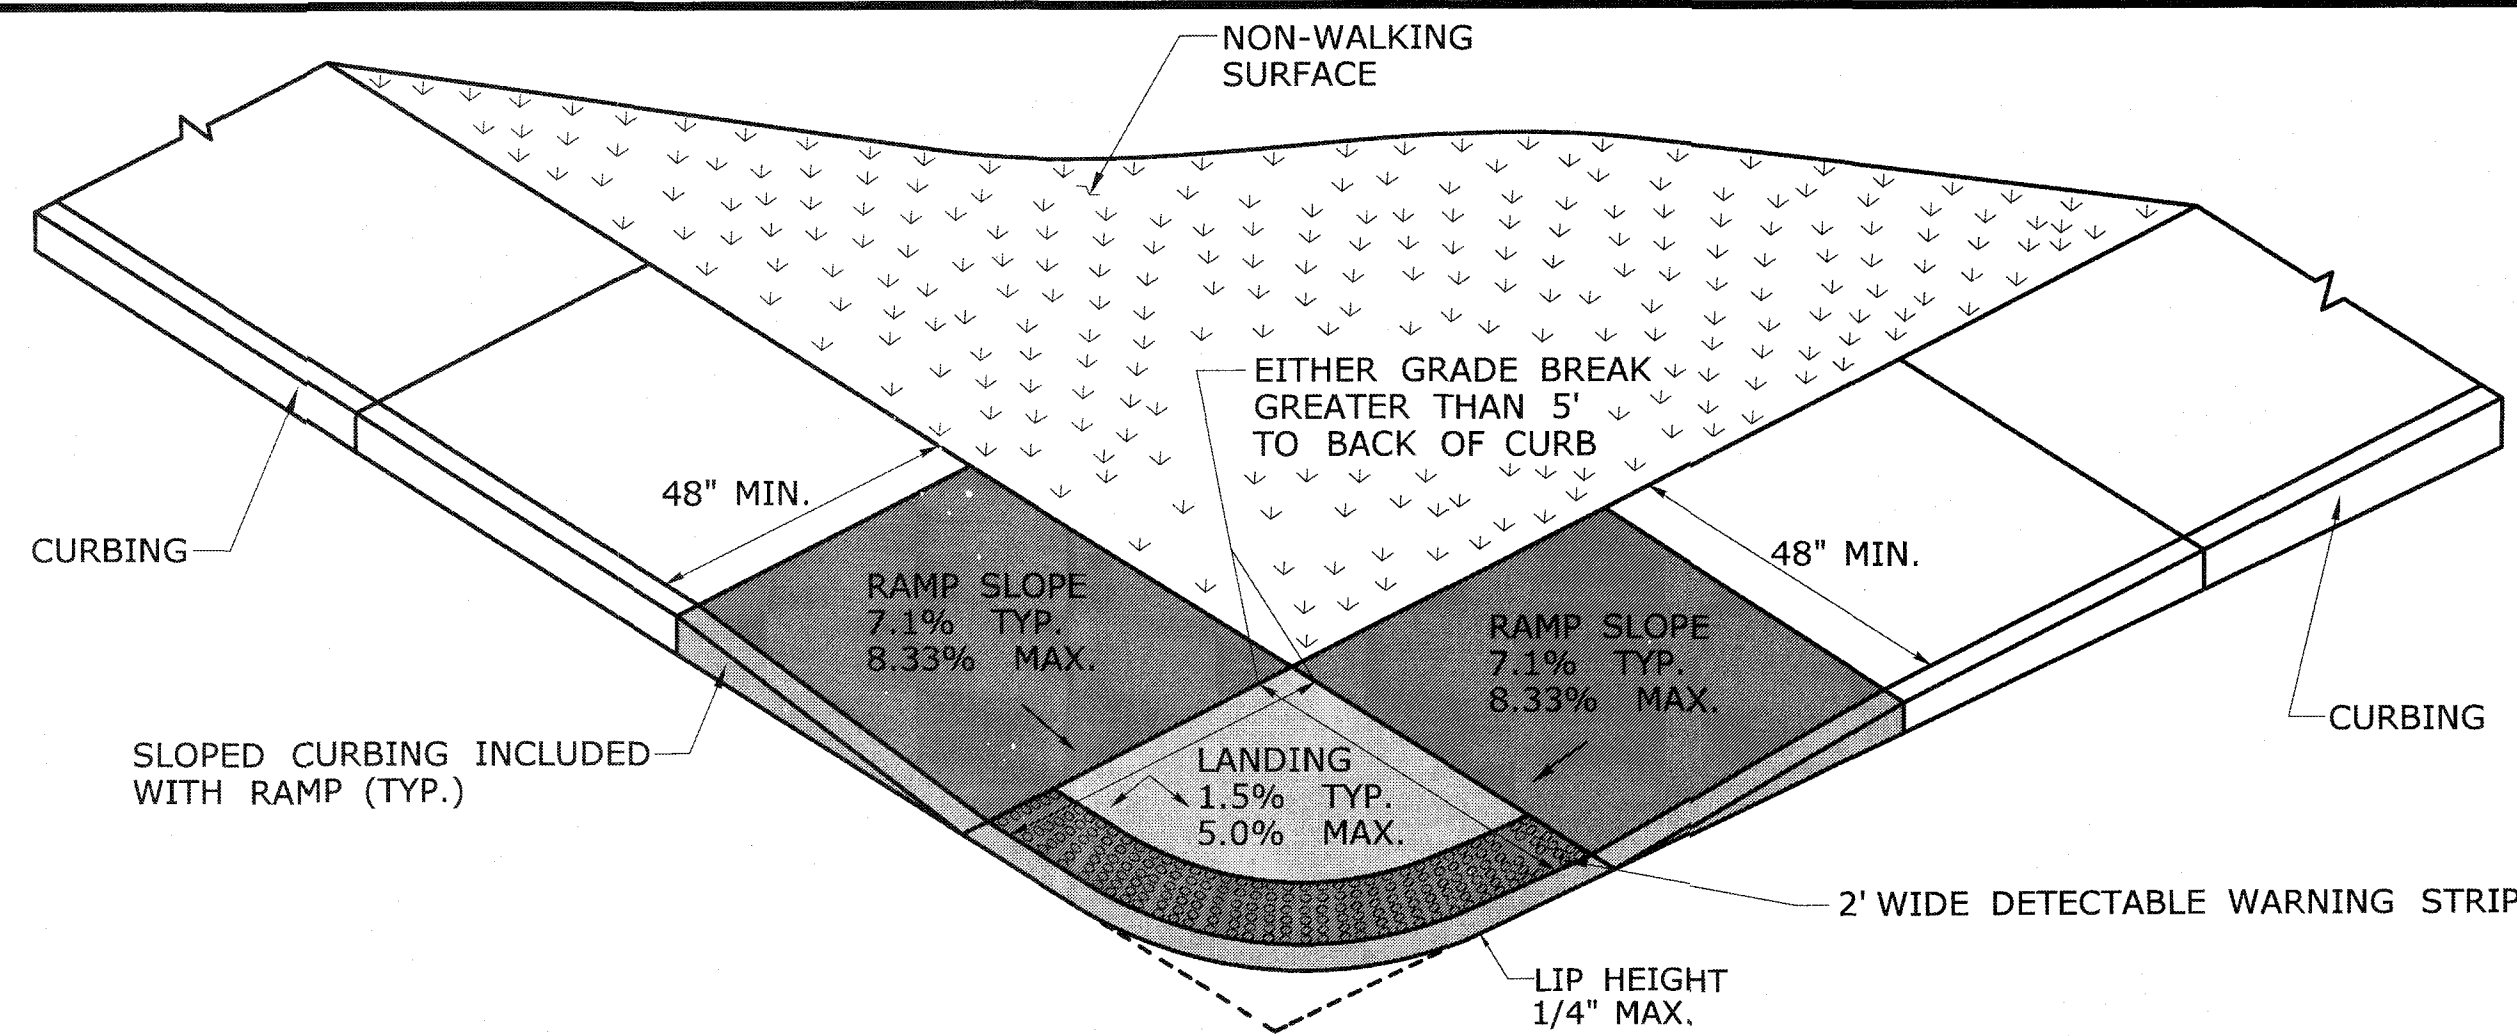 NON-WALKING
SURFACE
EITHER GRADE BREAK
GREATER THAN 5'
TO BACK OF CURB
48" MIN.
48" MIN.
CURBING
RAMP SLOPE
7.1% TYP.
8.33% MAX.
RAMP SLOPE
7.1% TYP.
8.33% MAX.
CURBING
SLOPED CURBING INCLUDED
WITH RAMP (TYP.)
LANDING
1.5% TYP.
5.0% MAX.
2' WIDE DETECTABLE WARNING STRIP
LIP HEIGHT
1/4" MAX.